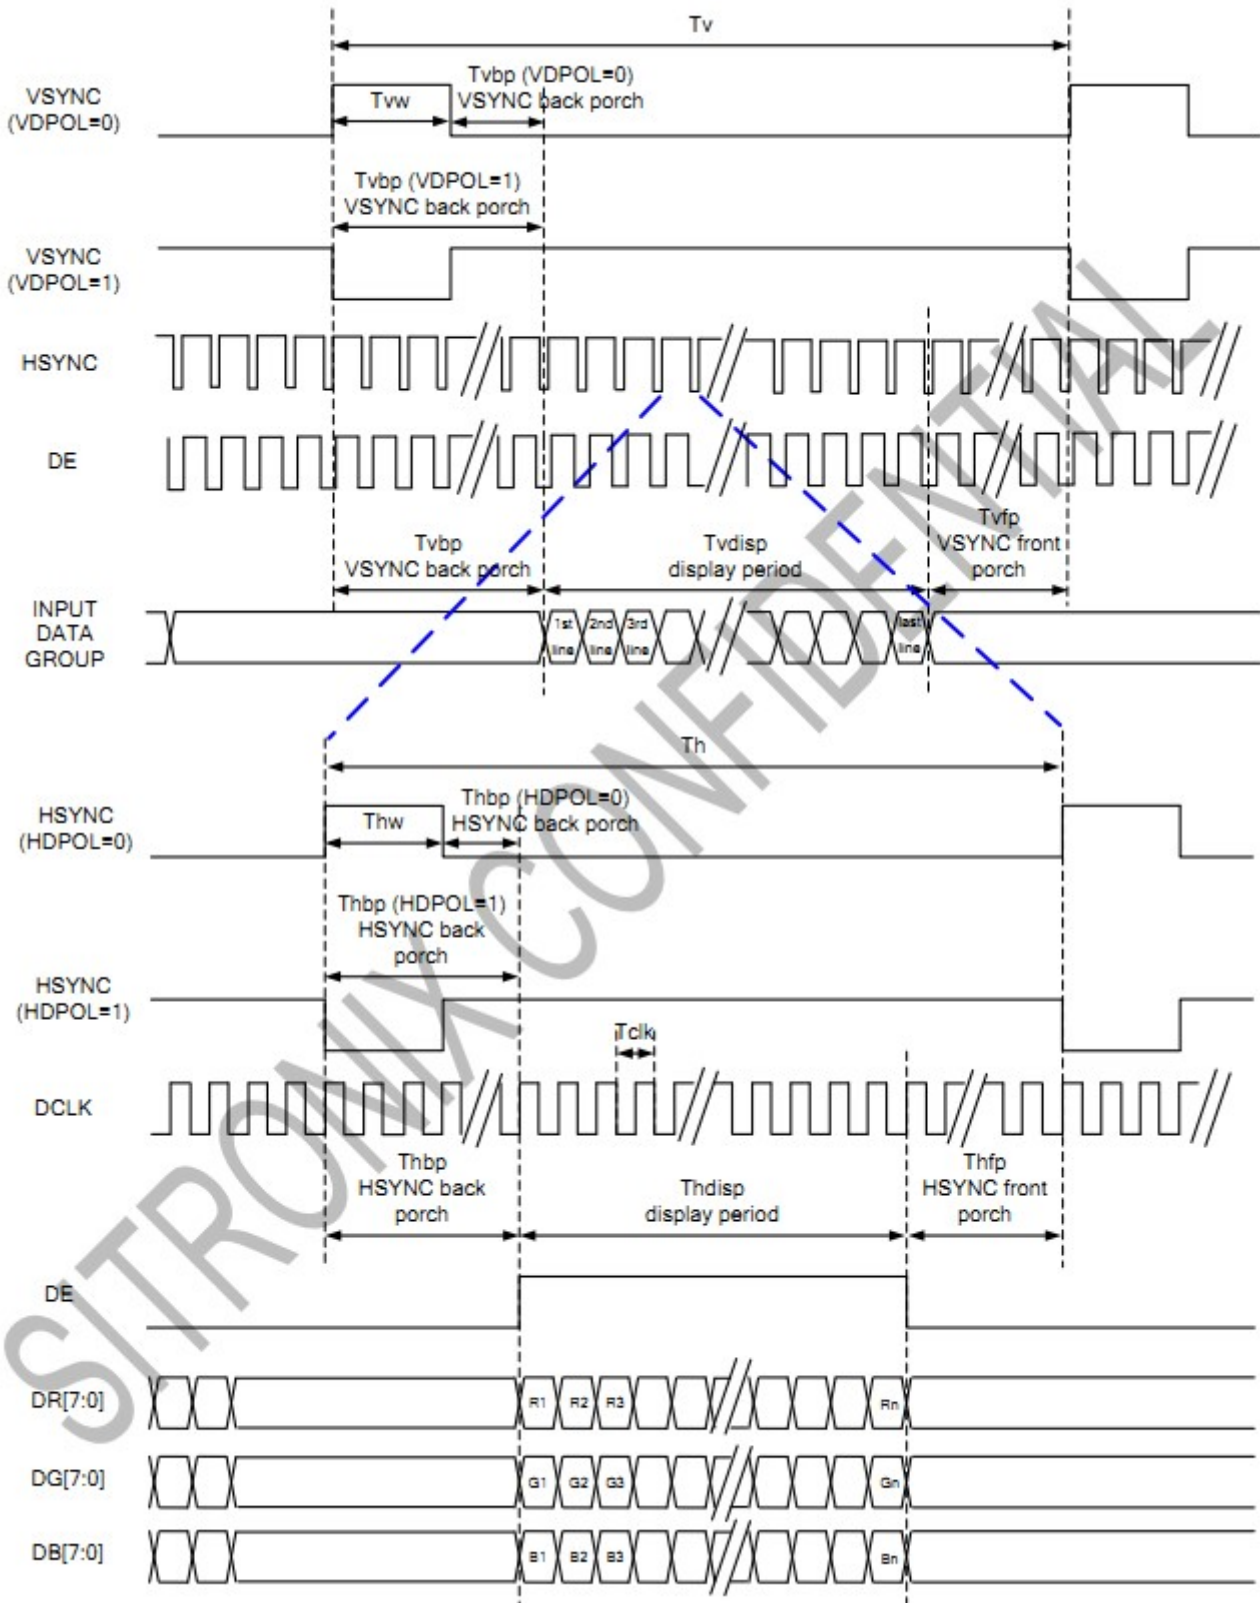 Tv
VSYNC
(VDPOL=0)
Tvw
Tvbp (VDPOL=0)
VSYNC back porch
Tvbp (VDPOL=1)
VSYNC back porch
VSYNC
(VDPOL=1)
HSYNC
DE
Tvbp
VSYNC back porch
Tvdisp
display period
Tvfp
VSYNC front
porch
INPUT
DATA
GROUP
1st
line
2nd
line
3rd
line
last
line
Th
HSYNC
(HDPOL=0)
Thw
Thbp (HDPOL=0)
HSYNC back porch
Thbp (HDPOL=1)
HSYNC back
porch
HSYNC
(HDPOL=1)
Tclk
DCLK
Thbp
HSYNC back
porch
Thdisp
display period
Thfp
HSYNC front
porch
DE
DR[7:0]
R1 R2 R3 Rn
DG[7:0]
G1 G2 G3 Gn
DB[7:0]
B1 B2 B3 Bn
SITRONIX CONFIDENTIAL